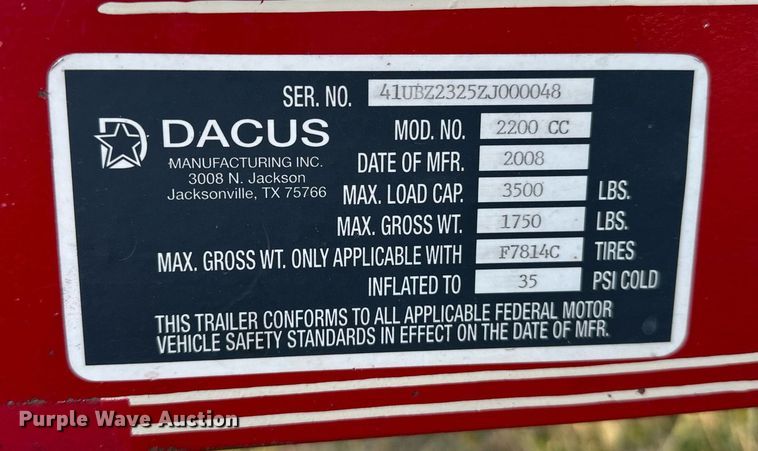 SER. NO. 41UBZ2325ZJ000048
DACUS
MANUFACTURING INC.
3008 N. Jackson
Jacksonville, TX 75766
MOD. NO. 2200 CC
DATE OF MFR. 2008
MAX. LOAD CAP. 3500 LBS.
MAX. GROSS WT. 1750 LBS.
MAX. GROSS WT. ONLY APPLICABLE WITH F7814C TIRES
INFLATED TO 35 PSI COLD
THIS TRAILER CONFORMS TO ALL APPLICABLE FEDERAL MOTOR
VEHICLE SAFETY STANDARDS IN EFFECT ON THE DATE OF MFR.
Purple Wave Auction